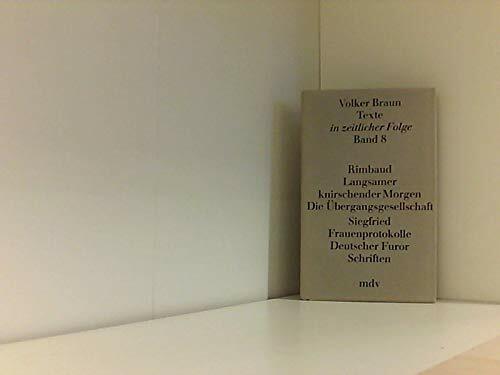 Volker Braun
Texte
in zeitlicher Folge
Band 8
Rimbaud
Langsamer
knirschender Morgen
Die Übergangsgesellschaft
Siegfried
Frauenprotokolle
Deutscher Furor
Schriften
mdv